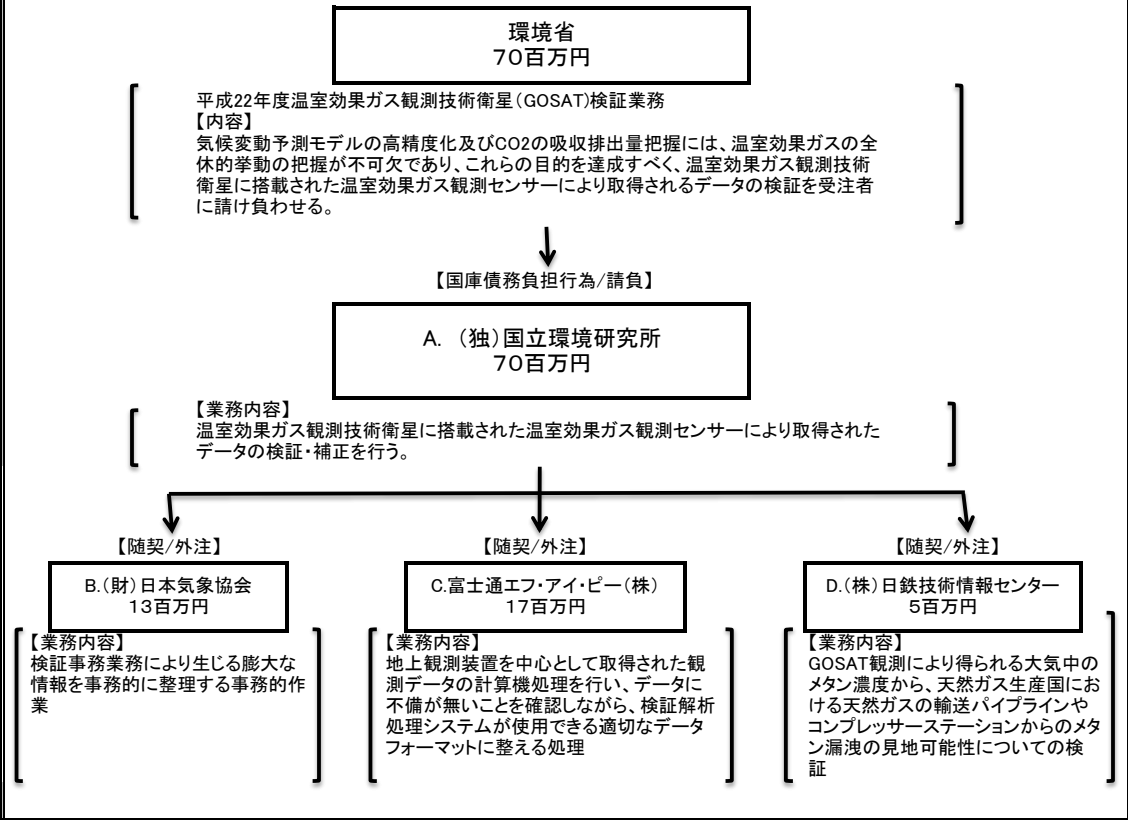 環境省
70百万円
平成22年度温室効果ガス観測技術衛星(GOSAT)検証業務
【内容】
気候変動予測モデルの高精度化及びCO2の吸収排出量把握には、温室効果ガスの全
休的挙動の把握が不可欠であり、これらの目的を達成すべく、温室効果ガス観測技術
衛星に搭載された温室効果ガス観測センサーにより取得されるデータの検証を受注者
に請け負わせる。
【国庫債務負担行為/請負】
A. (独)国立環境研究所
70百万円
【業務内容】
温室効果ガス観測技術衛星に搭載された温室効果ガス観測センサーにより取得された
データの検証・補正を行う。
【随契/外注】
B.(財)日本気象協会
13百万円
【業務内容】
検証事務業務により生じる膨大な
情報を事務的に整理する事務的作
業
【随契/外注】
C.富士通エフ・アイ・ピー(株)
17百万円
【業務内容】
地上観測装置を中心として取得された観
測データの計算機処理を行い、データに
不備が無いことを確認しながら、検証解析
処理システムが使用できる適切なデータ
フォーマットに整える処理
【随契/外注】
D.(株)日鉄技術情報センター
5百万円
【業務内容】
GOSAT観測により得られる大気中の
メタン濃度から、天然ガス生産国にお
ける天然ガスの輸送パイプラインや
コンプレッサーステーションからのメタ
ン漏洩の見地可能性についての検
証